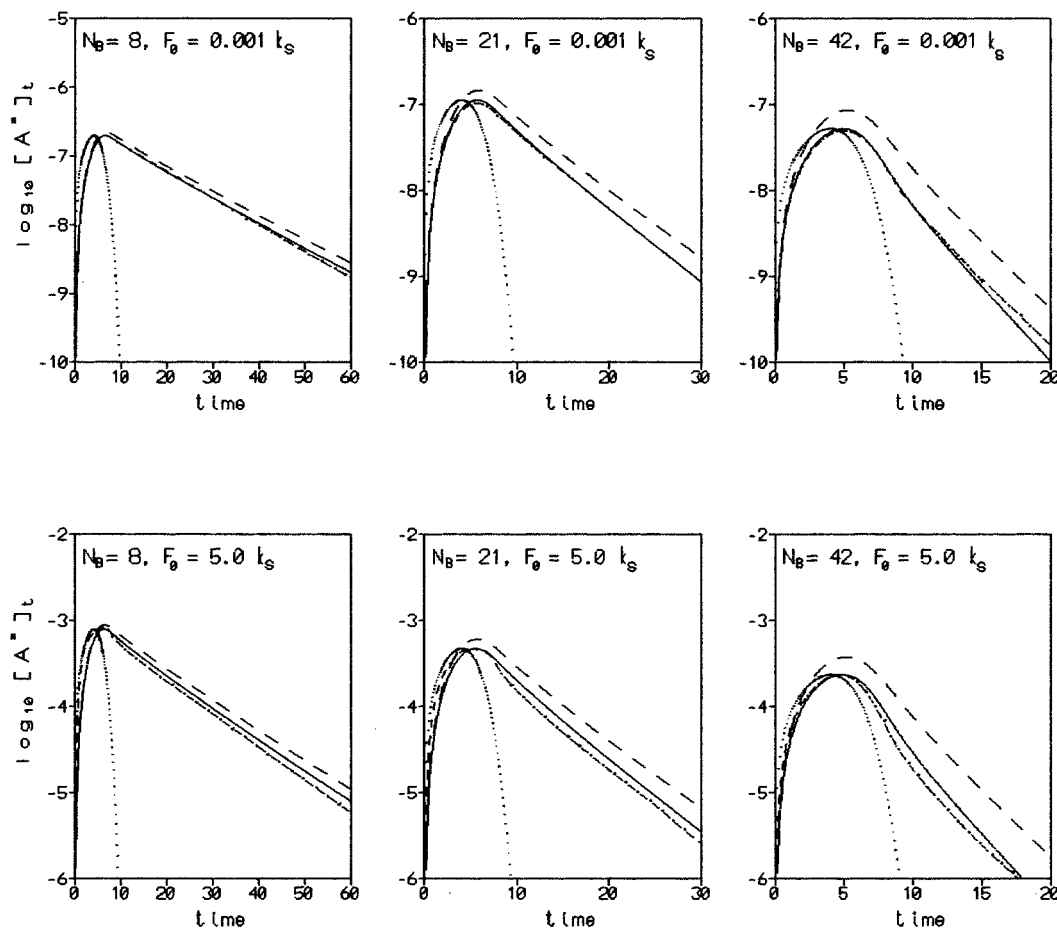 N_B = 8, F_0 = 0.001 k_s
N_B = 21, F_0 = 0.001 k_s
N_B = 42, F_0 = 0.001 k_s
log_10 [A*]_t
-5
-6
-7
-8
-9
-10
0 10 20 30 40 50 60
time
-6
-7
-8
-9
-10
0 10 20 30
time
-6
-7
-8
-9
-10
0 5 10 15 20
time
N_B = 8, F_0 = 5.0 k_s
N_B = 21, F_0 = 5.0 k_s
N_B = 42, F_0 = 5.0 k_s
log_10 [A*]_t
-2
-3
-4
-5
-6
0 10 20 30 40 50 60
time
-2
-3
-4
-5
-6
0 10 20 30
time
-2
-3
-4
-5
-6
0 5 10 15 20
time